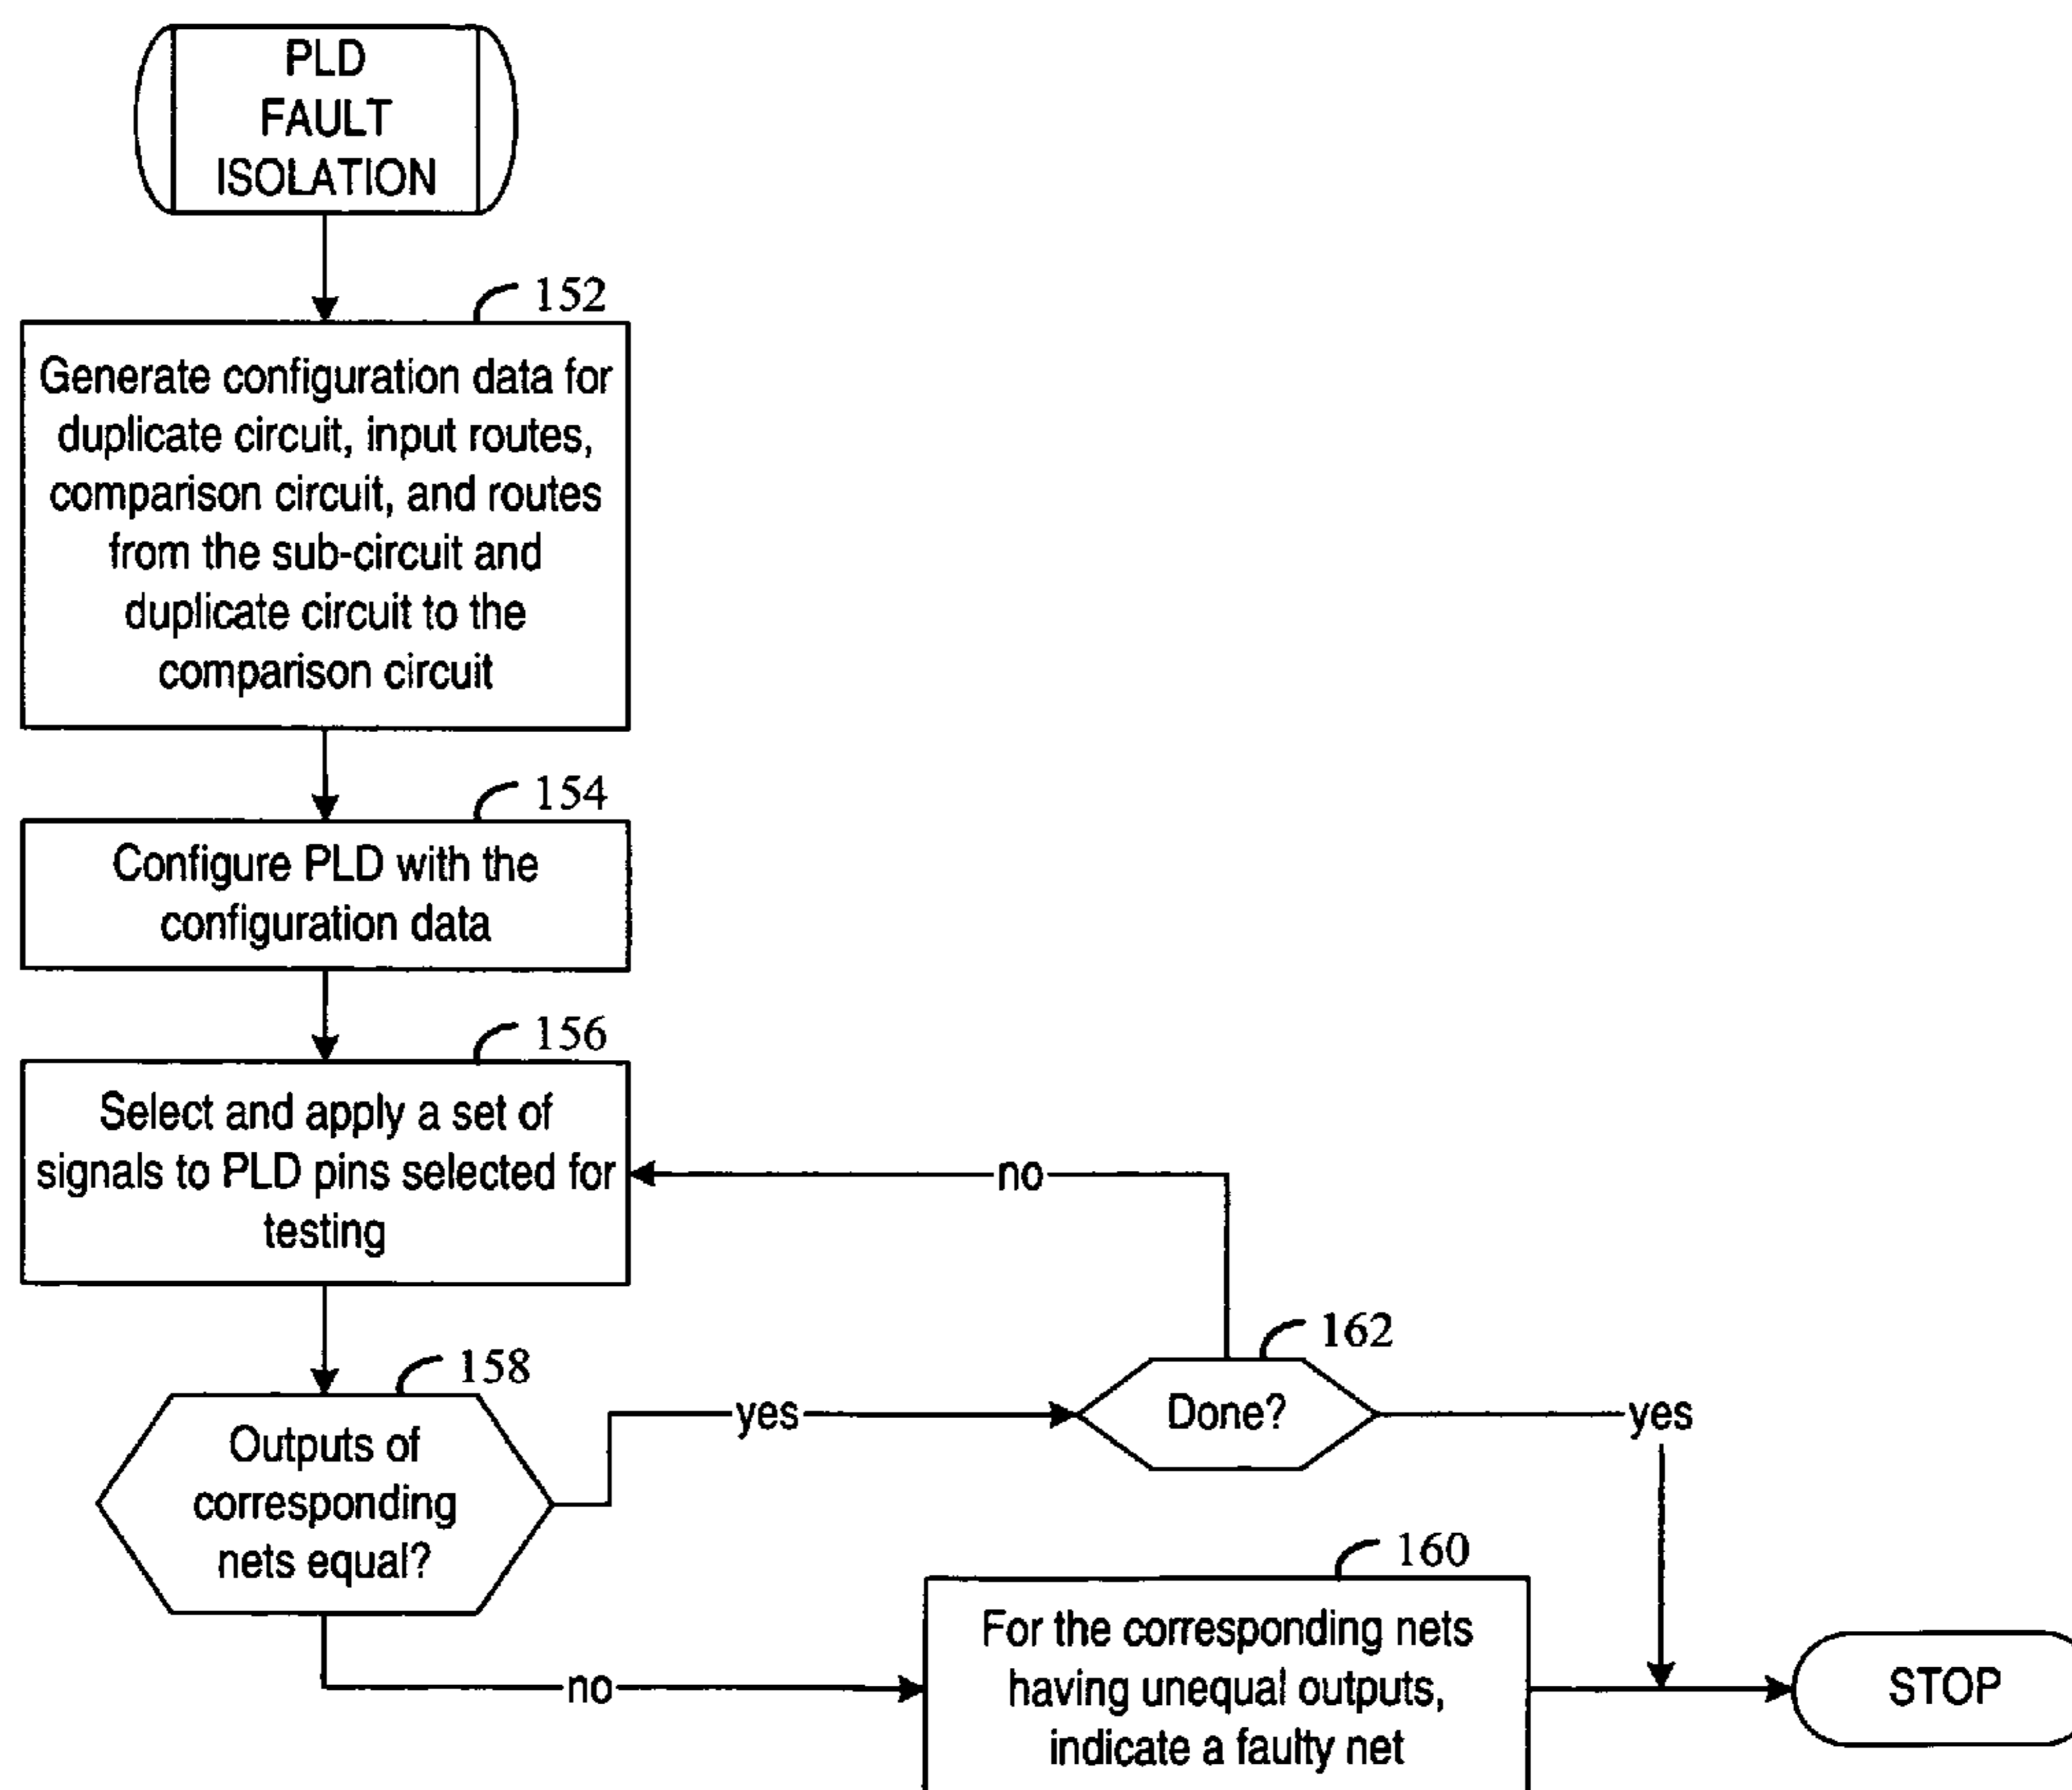 PLD
FAULT
ISOLATION
152
Generate configuration data for
duplicate circuit, input routes,
comparison circuit, and routes
from the sub-circuit and
duplicate circuit to the
comparison circuit
154
Configure PLD with the
configuration data
156
Select and apply a set of
signals to PLD pins selected for
testing
no
162
Done?
yes
158
Outputs of
corresponding
nets equal?
yes
no
160
For the corresponding nets
having unequal outputs,
indicate a faulty net
STOP